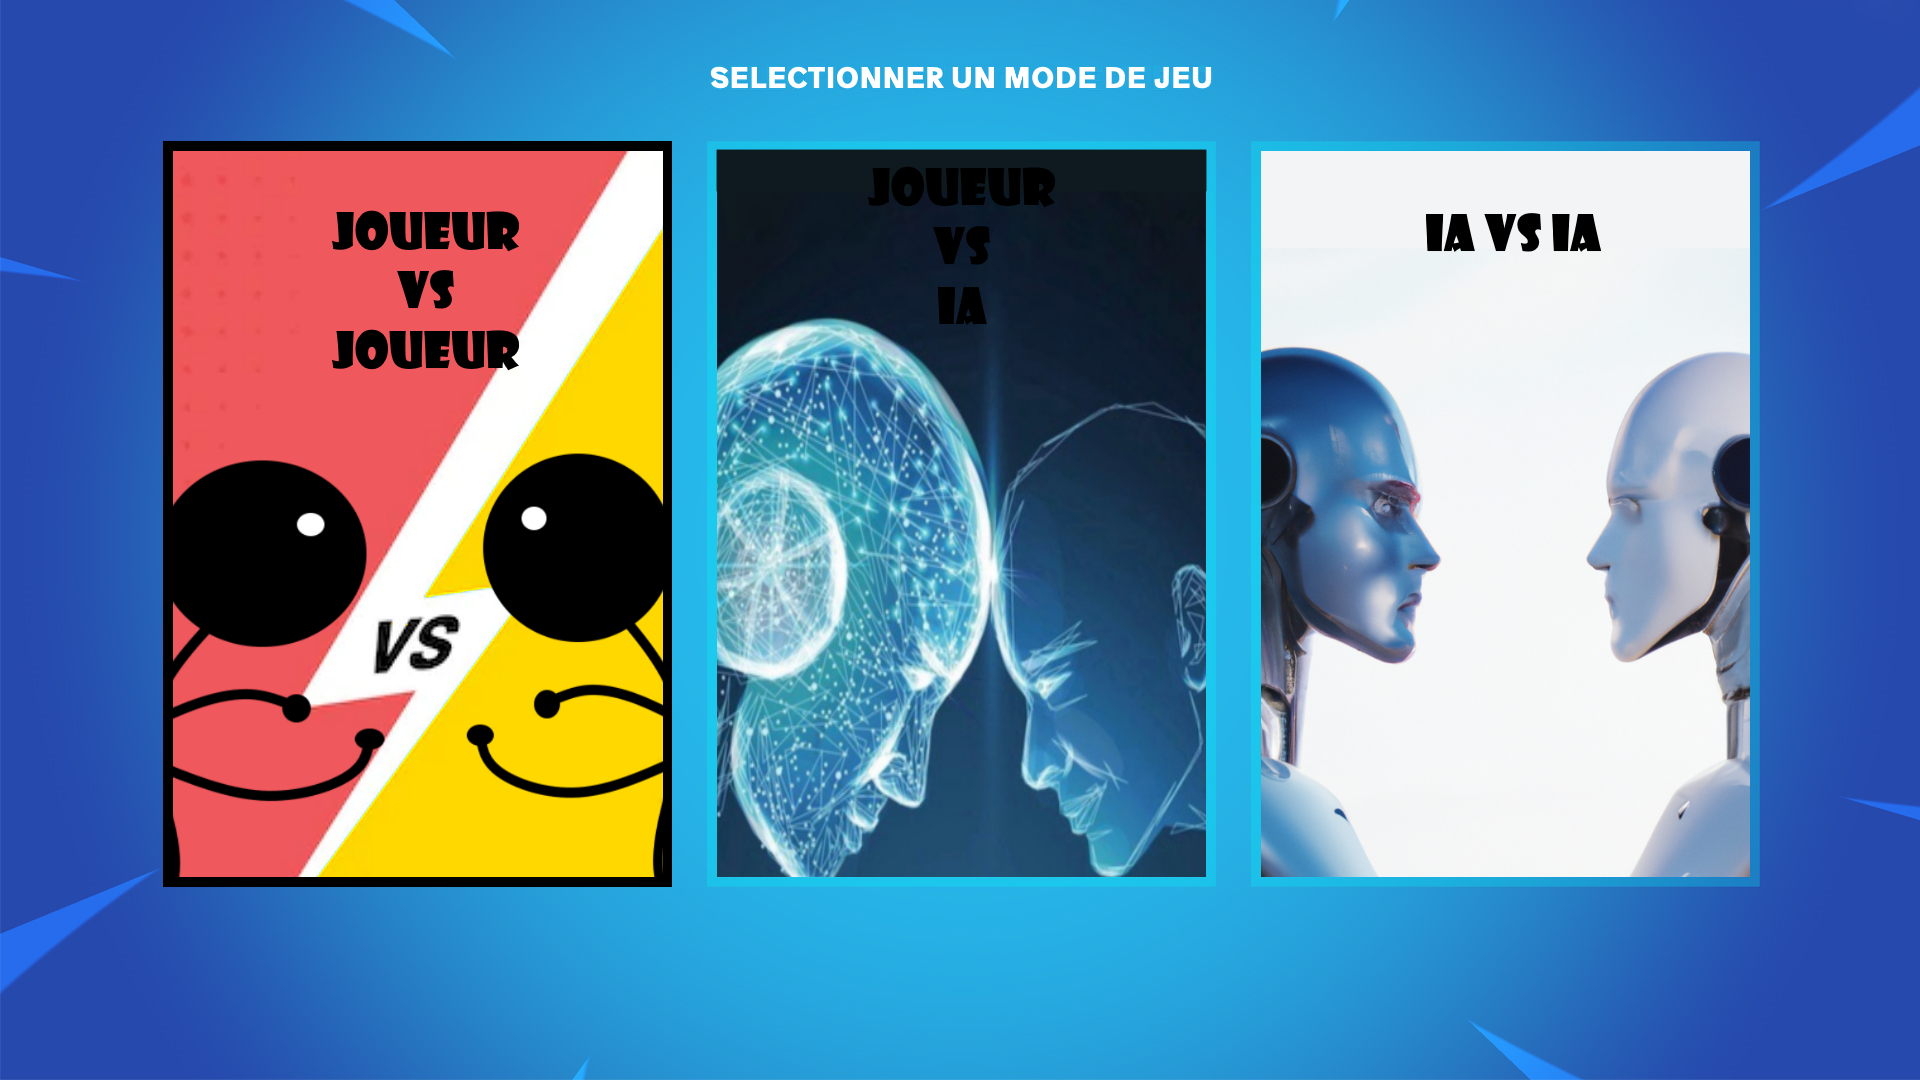 SELECTIONNER UN MODE DE JEU
JOUEUR
VS
JOUEUR
VS
JOUEUR
VS
IA
IA VS IA